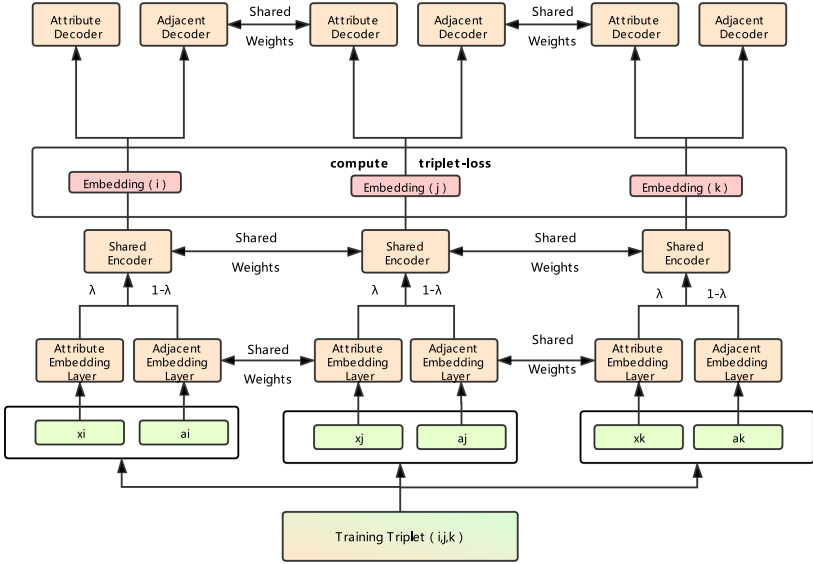 Attribute
Decoder
Adjacent
Decoder
Shared
Weights
Attribute
Decoder
Adjacent
Decoder
Shared
Weights
Attribute
Decoder
Adjacent
Decoder
compute triplet-loss
Embedding ( i )
Embedding ( j )
Embedding ( k )
Shared
Encoder
Shared
Weights
Shared
Encoder
Shared
Weights
Shared
Encoder
λ 1-λ
λ 1-λ
λ 1-λ
Attribute
Embedding
Layer
Adjacent
Embedding
Layer
Shared
Weights
Attribute
Embedding
Layer
Adjacent
Embedding
Layer
Shared
Weights
Attribute
Embedding
Layer
Adjacent
Embedding
Layer
xi
ai
xj
aj
xk
ak
Training Triplet ( i,j,k )